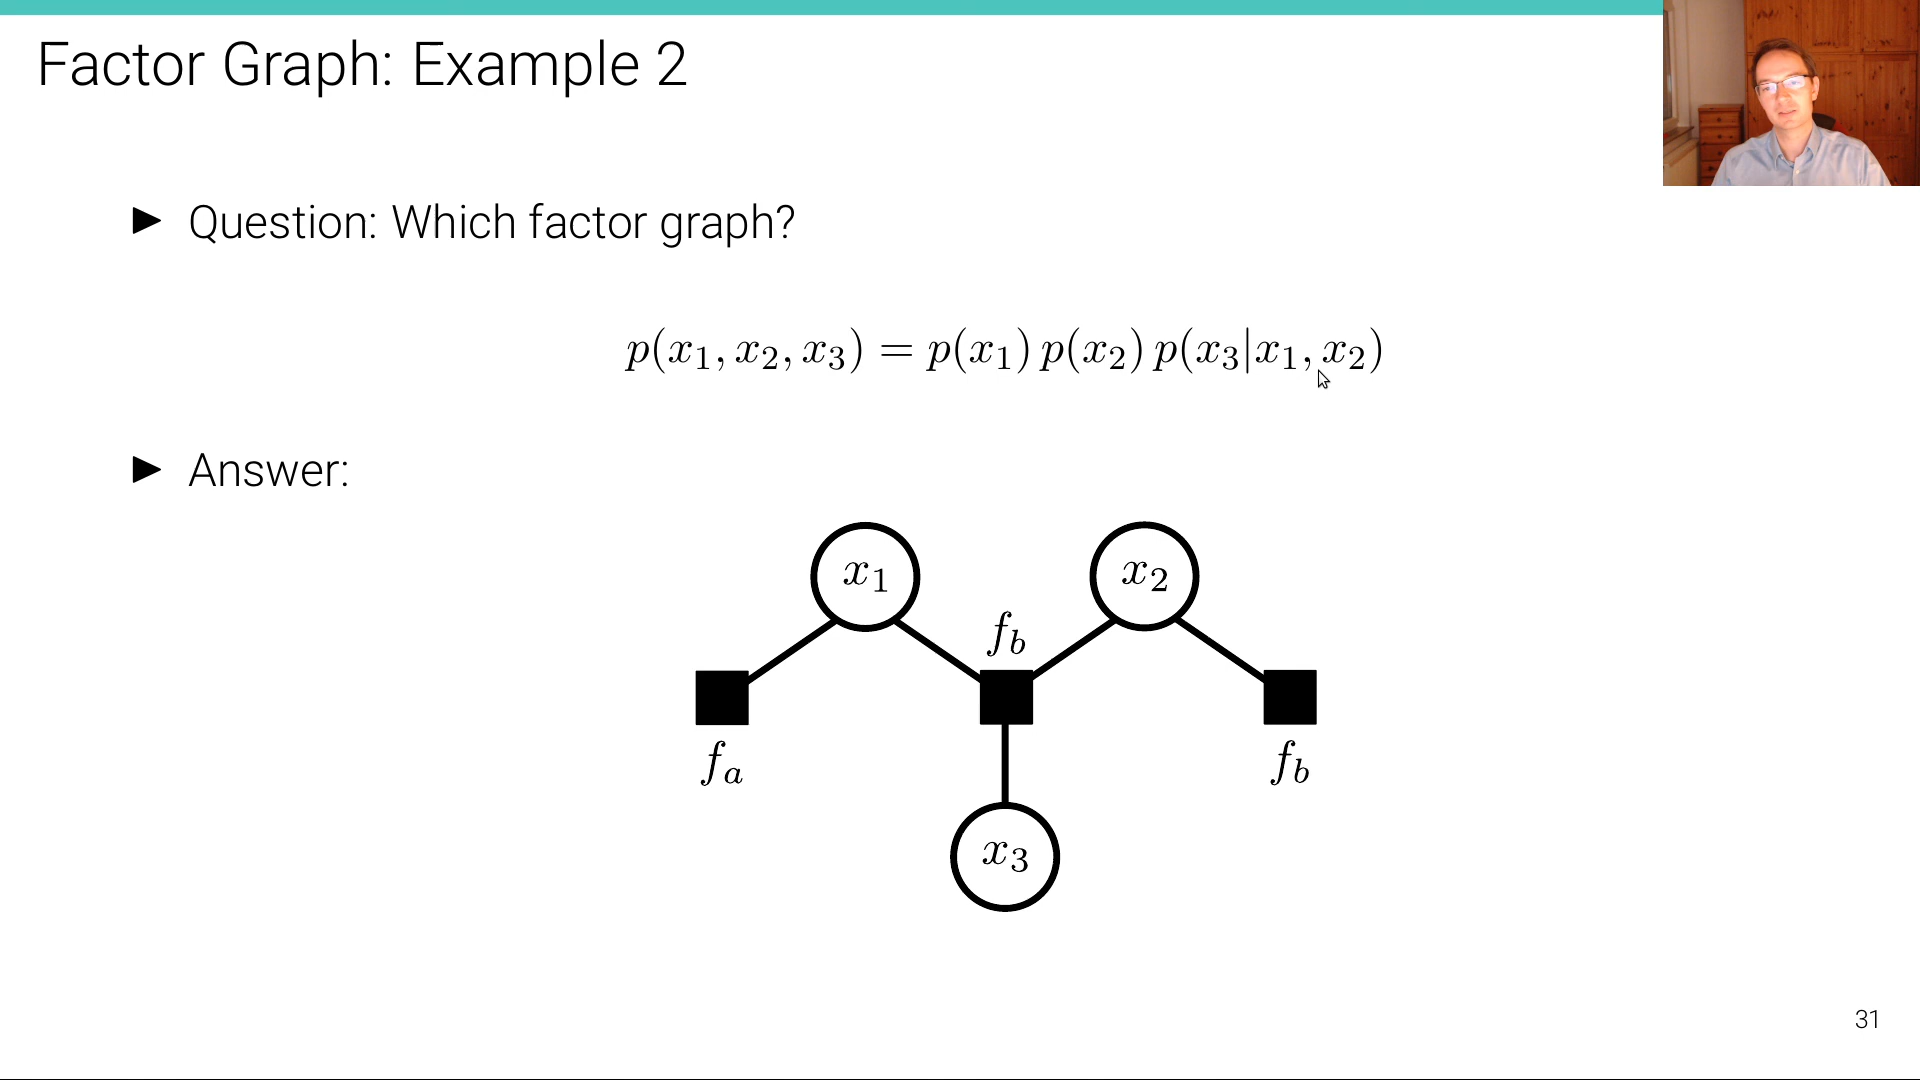 Factor Graph: Example 2
► Question: Which factor graph?
p(x₁, x₂, x₃) = p(x₁) p(x₂) p(x₃|x₁, x₂)
► Answer:
x₁ x₂
f_b
f_a f_b
x₃
31